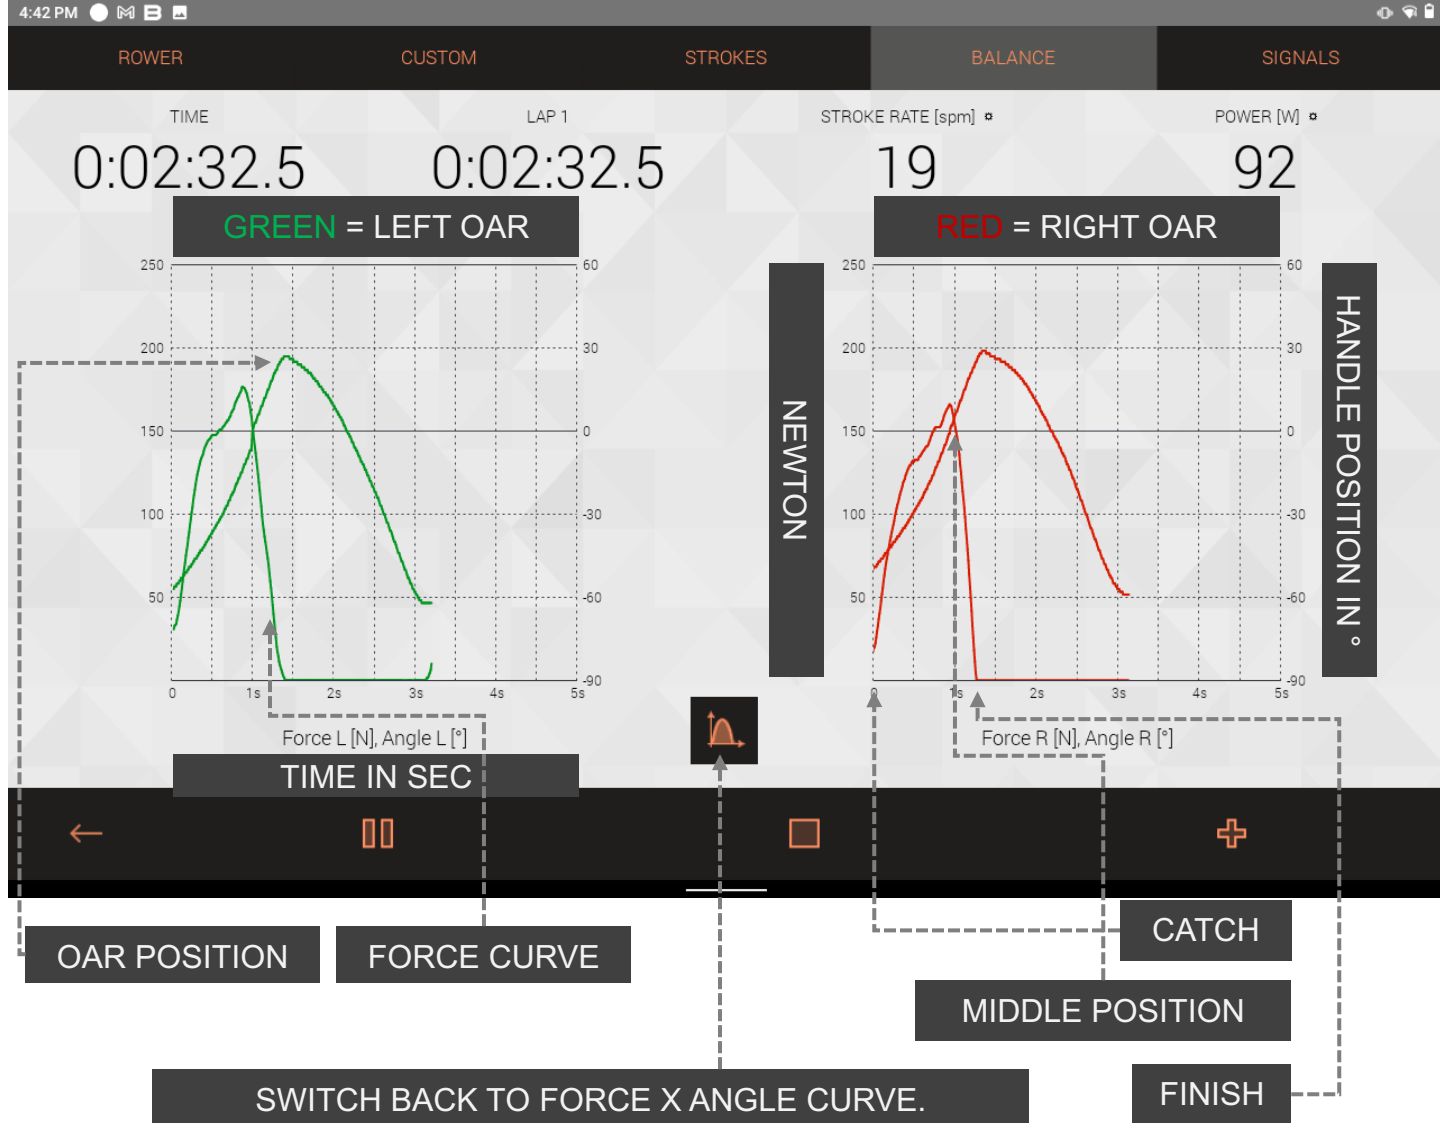 4:42 PM
ROWER CUSTOM STROKES BALANCE SIGNALS
TIME LAP 1 STROKE RATE [spm] POWER [W]
0:02:32.5 0:02:32.5 19 92
GREEN = LEFT OAR RED = RIGHT OAR
250 60 250 60
200 30 200 30
150 0 150 0
100 -30 100 -30
50 -60 50 -60
-90 -90
0 1s 2s 3s 4s 5s 0 1s 2s 3s 4s 5s
NEWTON
HANDLE POSITION IN °
Force L [N], Angle L [°] Force R [N], Angle R [°]
TIME IN SEC
OAR POSITION FORCE CURVE CATCH
MIDDLE POSITION
SWITCH BACK TO FORCE X ANGLE CURVE. FINISH